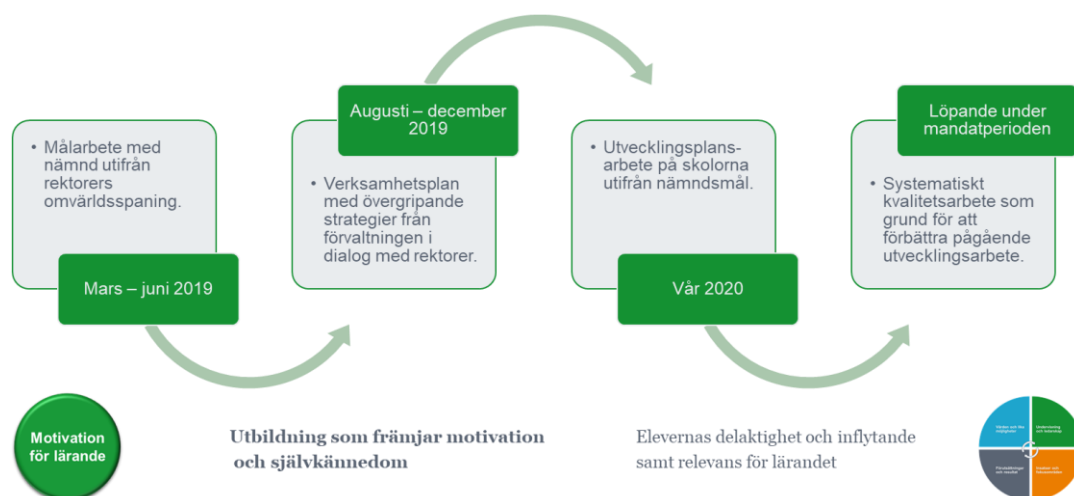 • Målarbete med
nämnd utifrån
rektorers
omvärldsspaning.
Mars – juni 2019
Augusti – december
2019
• Verksamhetsplan
med övergripande
strategier från
förvaltningen i
dialog med rektorer.
• Utvecklingsplans-
arbete på skolorna
utifrån nämndsmål.
Vår 2020
Löpande under
mandatperioden
• Systematiskt
kvalitetsarbete som
grund för att
förbättra pågående
utvecklingsarbete.
Motivation
för lärande
Utbildning som främjar motivation
och självkännedom
Elevernas delaktighet och inflytande
samt relevans för lärandet